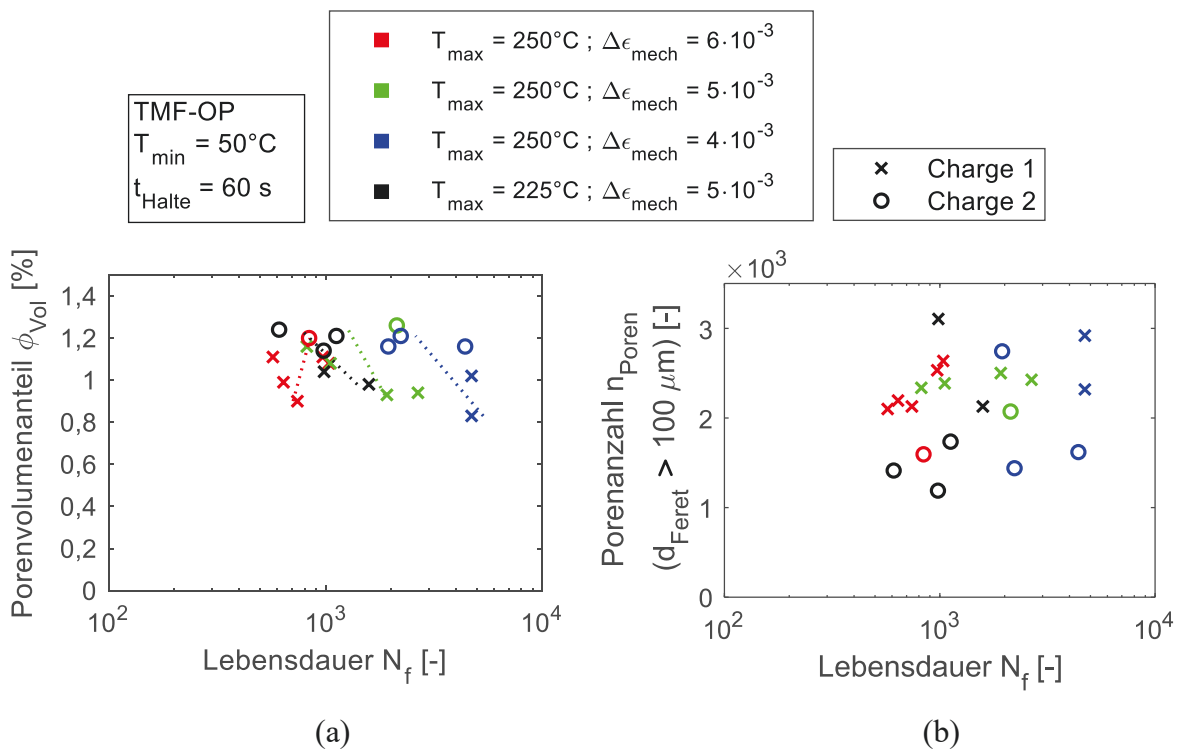 TMF-OP
T_min = 50°C
t_Halte = 60 s
T_max = 250°C ; Δϵ_mech = 6·10^-3
T_max = 250°C ; Δϵ_mech = 5·10^-3
T_max = 250°C ; Δϵ_mech = 4·10^-3
T_max = 225°C ; Δϵ_mech = 5·10^-3
Charge 1
Charge 2
Porenvolumenanteil ϕ_Vol [%]
1,4
1.2
1
0,8
0,6
0,4
0,2
0
10^2
10^3
10^4
Lebensdauer N_f [-]
(a)
× 10^3
Porenanzahl n_Poren [-]
(d_Feret > 100 μm) [-]
3
2
1
0
10^2
10^3
10^4
Lebensdauer N_f [-]
(b)